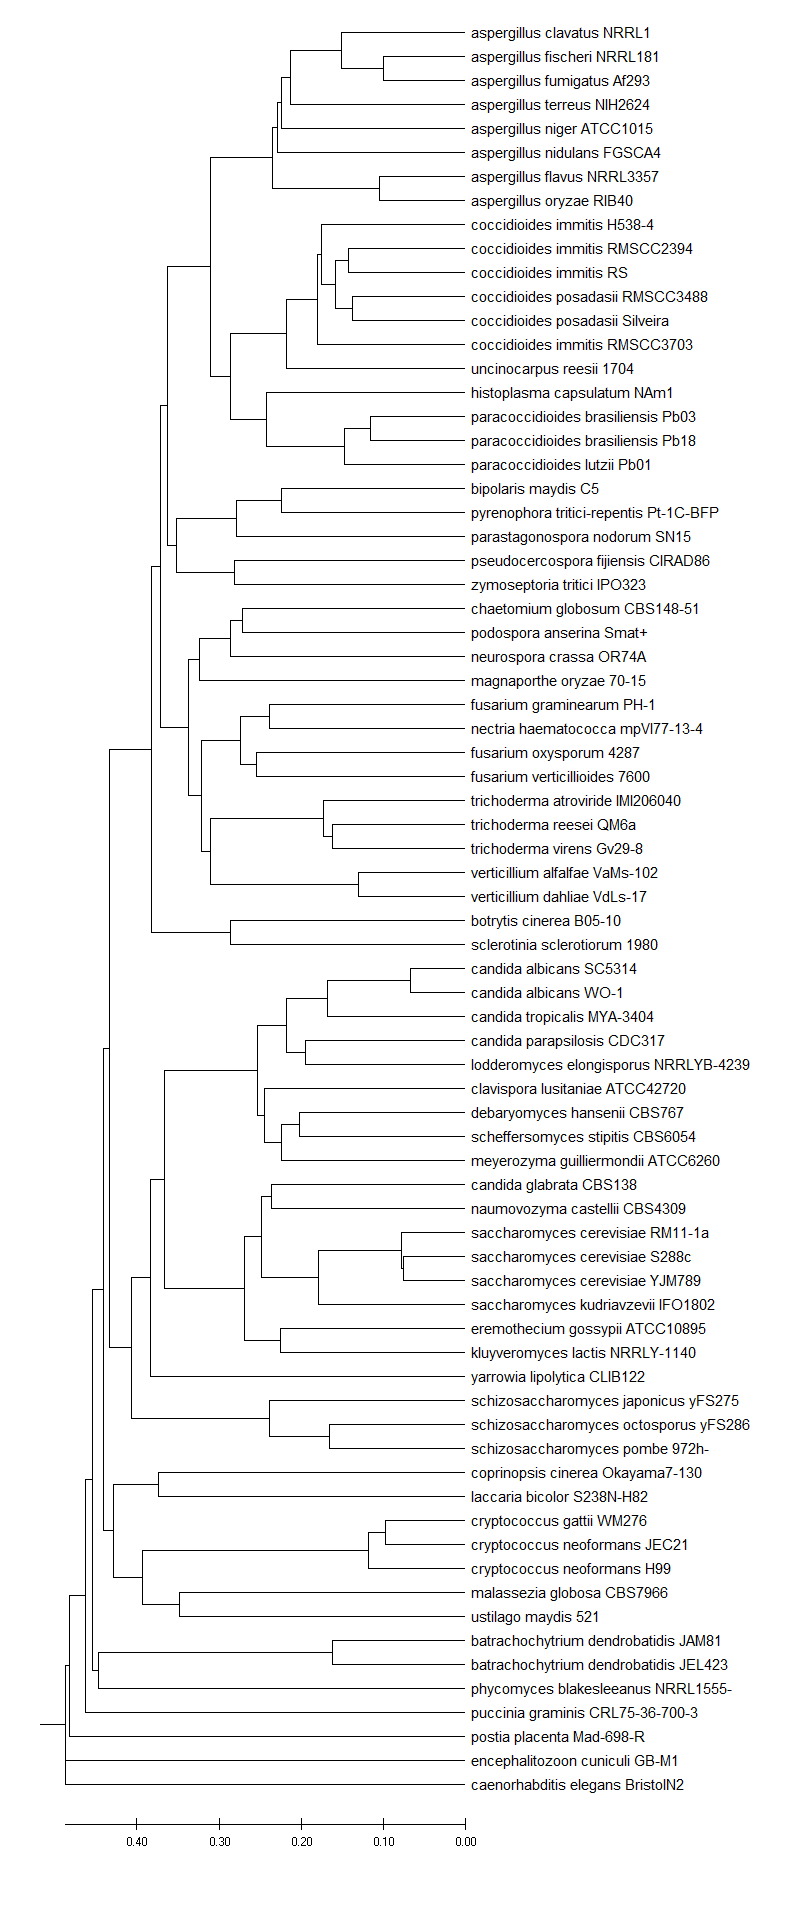 aspergillus clavatus NRRL1
aspergillus fischeri NRRL181
aspergillus fumigatus Af293
aspergillus terreus NIH2624
aspergillus niger ATCC1015
aspergillus nidulans FGSCA4
aspergillus flavus NRRL3357
aspergillus oryzae RIB40
coccidioides immitis H538-4
coccidioides immitis RMSCC2394
coccidioides immitis RS
coccidioides posadasii RMSCC3488
coccidioides posadasii Silveira
coccidioides immitis RMSCC3703
uncinocarpus reesii 1704
histoplasma capsulatum NAm1
paracoccidioides brasiliensis Pb03
paracoccidioides brasiliensis Pb18
paracoccidioides lutzii Pb01
bipolaris maydis C5
pyrenophora tritici-repentis Pt-1C-BFP
parastagonospora nodorum SN15
pseudocercospora fijiensis CIRAD86
zymoseptoria tritici IPO323
chaetomium globosum CBS148-51
podospora anserina Smat+
neurospora crassa OR74A
magnaporthe oryzae 70-15
fusarium graminearum PH-1
nectria haematococca mpVI77-13-4
fusarium oxysporum 4287
fusarium verticillioides 7600
trichoderma atroviride IMI206040
trichoderma reesei QM6a
trichoderma virens Gv29-8
verticillium alfalfae VaMs-102
verticillium dahliae VdLs-17
botrytis cinerea B05-10
sclerotinia sclerotiorum 1980
candida albicans SC5314
candida albicans WO-1
candida tropicalis MYA-3404
candida parapsilosis CDC317
lodderomyces elongisporus NRRLYB-4239
clavispora lusitaniae ATCC42720
debaryomyces hansenii CBS767
scheffersomyces stipitis CBS6054
meyerozyma guilliermondii ATCC6260
candida glabrata CBS138
naumovozyma castellii CBS4309
saccharomyces cerevisiae RM11-1a
saccharomyces cerevisiae S288c
saccharomyces cerevisiae YJM789
saccharomyces kudriavzevii IFO1802
eremothecium gossypii ATCC10895
kluyveromyces lactis NRRLY-1140
yarrowia lipolytica CLIB122
schizosaccharomyces japonicus yFS275
schizosaccharomyces octosporus yFS286
schizosaccharomyces pombe 972h-
coprinopsis cinerea Okayama7-130
laccaria bicolor S238N-H82
cryptococcus gattii WM276
cryptococcus neoformans JEC21
cryptococcus neoformans H99
malassezia globosa CBS7966
ustilago maydis 521
batrachochytrium dendrobatidis JAM81
batrachochytrium dendrobatidis JEL423
phycomyces blakesleeanus NRRL1555-
puccinia graminis CRL75-36-700-3
postia placenta Mad-698-R
encephalitozoon cuniculi GB-M1
caenorhabditis elegans BristolN2
0.40 0.30 0.20 0.10 0.00